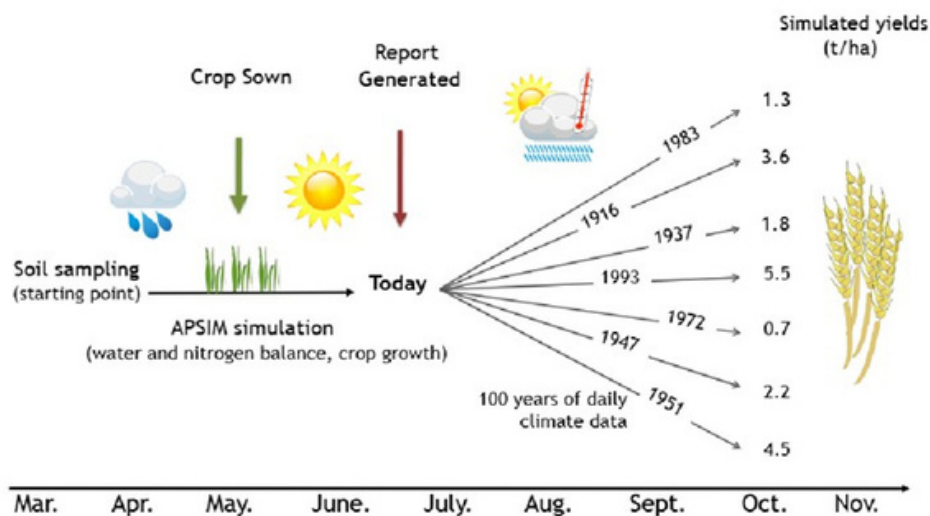 Simulated yields
(t/ha)
Report
Generated
Crop Sown
1.3
1983
3.6
1916
1.8
1937
Soil sampling
(starting point)
Today
1993
5.5
APSIM simulation
(water and nitrogen balance, crop growth)
1972
0.7
1947
2.2
100 years of daily
climate data
1951
4.5
Mar. Apr. May. June. July. Aug. Sept. Oct. Nov.